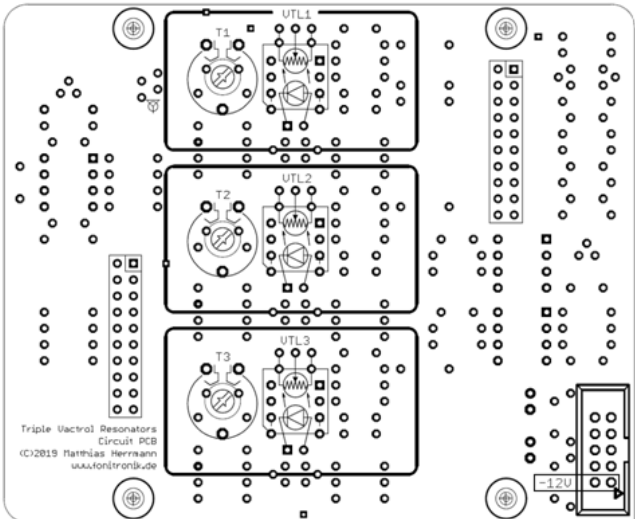 VTL1
T1
VTL2
T2
VTL3
T3
Triple Vactrol Resonators
Circuit PCB
(C)2019 Matthias Herrmann
www.fonitronik.de
-12V